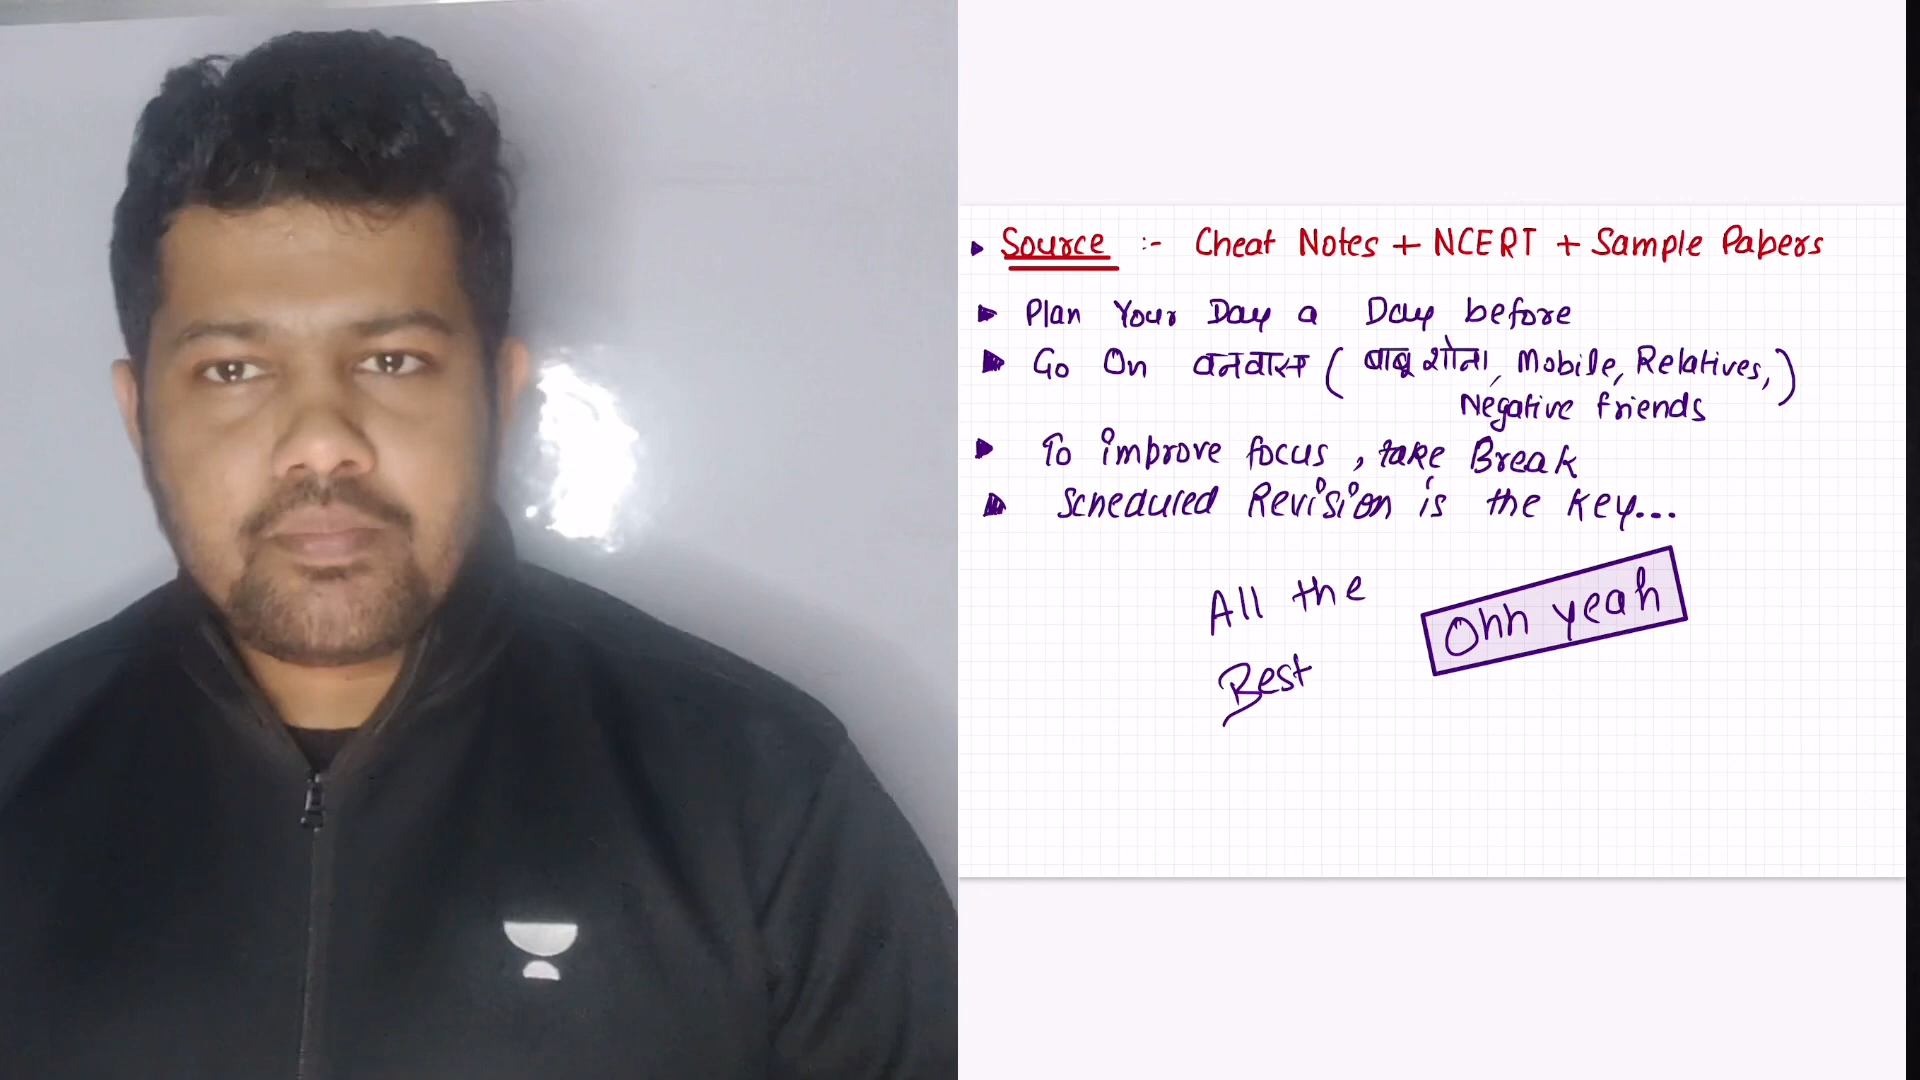 Source :- Cheat Notes + NCERT + Sample Papers
Plan Your Day a Day before
Go On वनवास ( बाबू शोना, Mobile, Relatives, )
Negative friends
To improve focus, take Break
Scheduled Revision is the key...
All the
Best
Ohh yeah